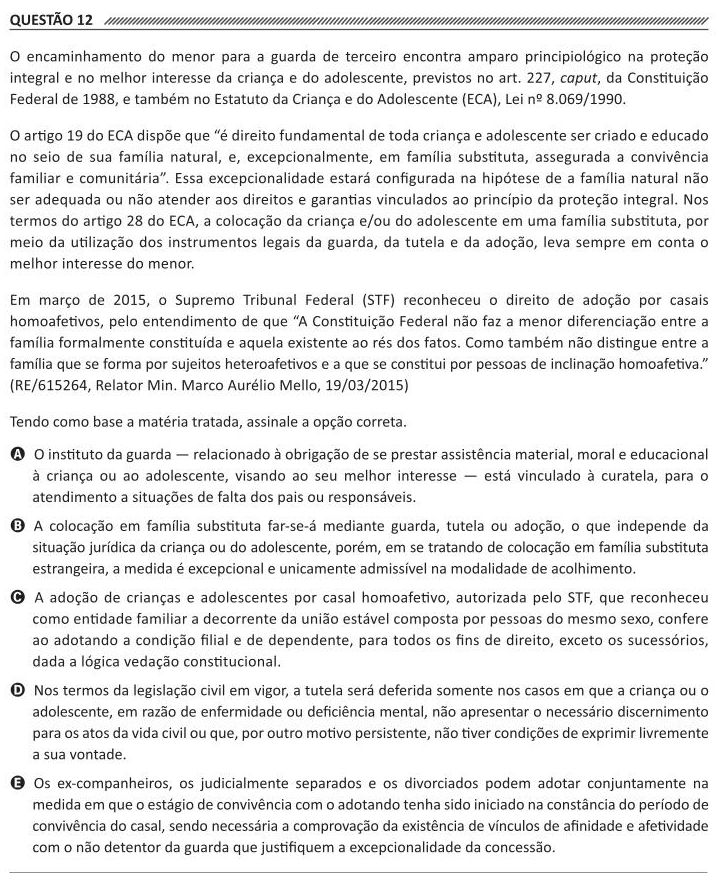 QUESTÃO 12
O encaminhamento do menor para a guarda de terceiro encontra amparo principiológico na proteção
integral e no melhor interesse da criança e do adolescente, previstos no art. 227, caput, da Constituição
Federal de 1988, e também no Estatuto da Criança e do Adolescente (ECA), Lei nº 8.069/1990.
O artigo 19 do ECA dispõe que “é direito fundamental de toda criança e adolescente ser criado e educado
no seio de sua família natural, e, excepcionalmente, em família substituta, assegurada a convivência
familiar e comunitária”. Essa excepcionalidade estará configurada na hipótese de a família natural não
ser adequada ou não atender aos direitos e garantias vinculados ao princípio da proteção integral. Nos
termos do artigo 28 do ECA, a colocação da criança e/ou do adolescente em uma família substituta, por
meio da utilização dos instrumentos legais da guarda, da tutela e da adoção, leva sempre em conta o
melhor interesse do menor.
Em março de 2015, o Supremo Tribunal Federal (STF) reconheceu o direito de adoção por casais
homoafetivos, pelo entendimento de que “A Constituição Federal não faz a menor diferenciação entre a
família formalmente constituída e aquela existente ao rés dos fatos. Como também não distingue entre a
família que se forma por sujeitos heteroafetivos e a que se constitui por pessoas de inclinação homoafetiva.”
(RE/615264, Relator Min. Marco Aurélio Mello, 19/03/2015)
Tendo como base a matéria tratada, assinale a opção correta.
A O instituto da guarda — relacionado à obrigação de se prestar assistência material, moral e educacional
à criança ou ao adolescente, visando ao seu melhor interesse — está vinculado à curatela, para o
atendimento a situações de falta dos pais ou responsáveis.
B A colocação em família substituta far-se-á mediante guarda, tutela ou adoção, o que independe da
situação jurídica da criança ou do adolescente, porém, em se tratando de colocação em família substituta
estrangeira, a medida é excepcional e unicamente admissível na modalidade de acolhimento.
C A adoção de crianças e adolescentes por casal homoafetivo, autorizada pelo STF, que reconheceu
como entidade familiar a decorrente da união estável composta por pessoas do mesmo sexo, confere
ao adotando a condição filial e de dependente, para todos os fins de direito, exceto os sucessórios,
dada a lógica vedação constitucional.
D Nos termos da legislação civil em vigor, a tutela será deferida somente nos casos em que a criança ou o
adolescente, em razão de enfermidade ou deficiência mental, não apresentar o necessário discernimento
para os atos da vida civil ou que, por outro motivo persistente, não tiver condições de exprimir livremente
a sua vontade.
E Os ex-companheiros, os judicialmente separados e os divorciados podem adotar conjuntamente na
medida em que o estágio de convivência com o adotando tenha sido iniciado na constância do período de
convivência do casal, sendo necessária a comprovação da existência de vínculos de afinidade e afetividade
com o não detentor da guarda que justifiquem a excepcionalidade da concessão.